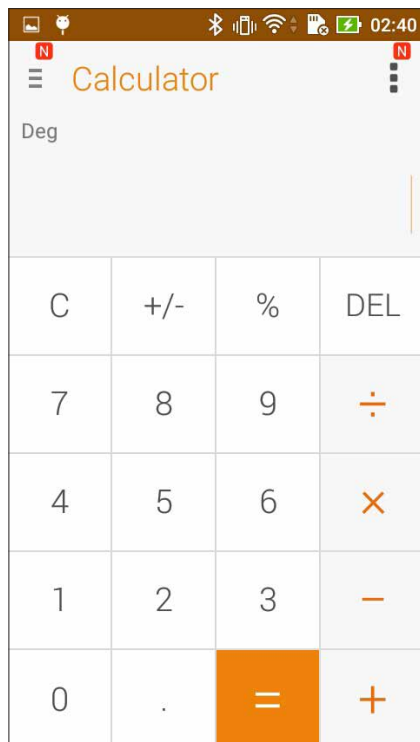 02:40
N N
Calculator
Deg
C +/- % DEL
7 8 9 ÷
4 5 6 ×
1 2 3 −
0 . = +